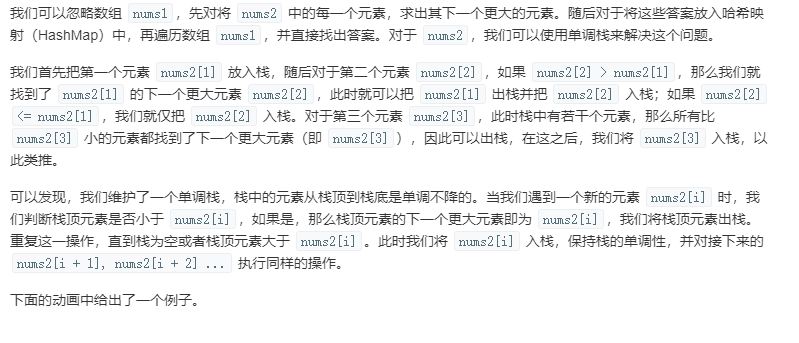 我们可以忽略数组 nums1，先对将 nums2 中的每一个元素，求出其下一个更大的元素。随后对于将这些答案放入哈希映
射（HashMap）中，再遍历数组 nums1，并直接找出答案。对于 nums2，我们可以使用单调栈来解决这个问题。
我们首先把第一个元素 nums2[1] 放入栈，随后对于第二个元素 nums2[2]，如果 nums2[2] > nums2[1]，那么我们就
找到了 nums2[1] 的下一个更大元素 nums2[2]，此时就可以把 nums2[1] 出栈并把 nums2[2] 入栈；如果 nums2[2]
<= nums2[1]，我们就仅把 nums2[2] 入栈。对于第三个元素 nums2[3]，此时栈中有若干个元素，那么所有比
nums2[3] 小的元素都找到了下一个更大元素（即 nums2[3]），因此可以出栈，在这之后，我们将 nums2[3] 入栈，以
此类推。
可以发现，我们维护了一个单调栈，栈中的元素从栈顶到栈底是单调不降的。当我们遇到一个新的元素 nums2[i] 时，我
们判断栈顶元素是否小于 nums2[i]，如果是，那么栈顶元素的下一个更大元素即为 nums2[i]，我们将栈顶元素出栈。
重复这一操作，直到栈为空或者栈顶元素大于 nums2[i]。此时我们将 nums2[i] 入栈，保持栈的单调性，并对接下来的
nums2[i + 1], nums2[i + 2] ... 执行同样的操作。
下面的动画中给出了一个例子。